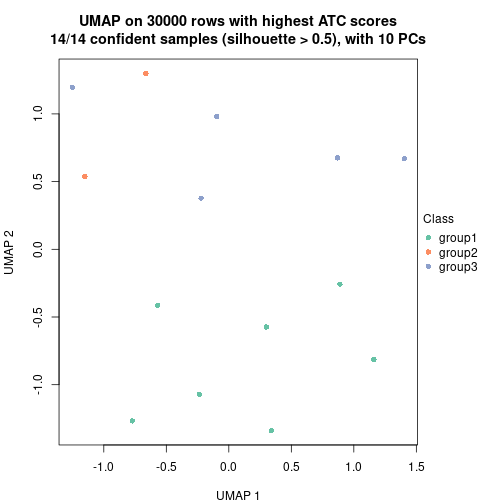 UMAP on 30000 rows with highest ATC scores
14/14 confident samples (silhouette > 0.5), with 10 PCs
1.0
0.5
0.0
-0.5
-1.0
UMAP 2
Class
group1
group2
group3
-1.0 -0.5 0.0 0.5 1.0 1.5
UMAP 1